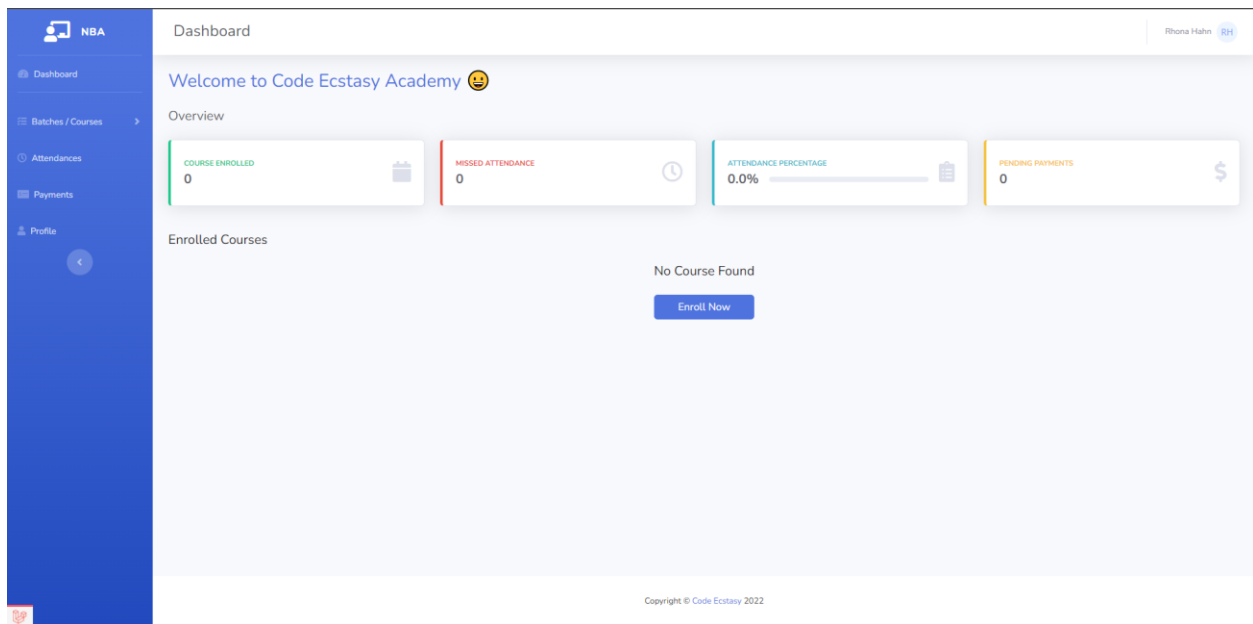 NBA
Dashboard
Rhona Hahn RH
Dashboard
Batches / Courses
Attendances
Payments
Profile
Welcome to Code Ecstasy Academy 😀
Overview
COURSE ENROLLED
0
MISSED ATTENDANCE
0
ATTENDANCE PERCENTAGE
0.0%
PENDING PAYMENTS
0
$
Enrolled Courses
No Course Found
Enroll Now
Copyright © Code Ecstasy 2022